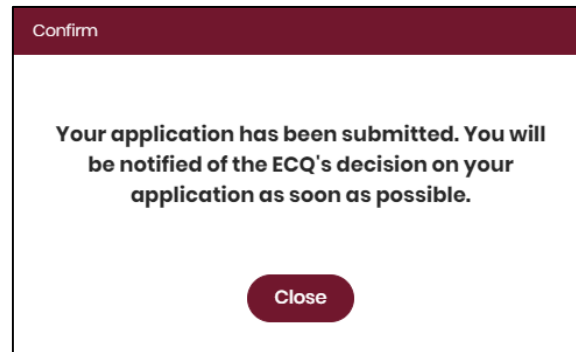 Confirm
Your application has been submitted. You will
be notified of the ECQ's decision on your
application as soon as possible.
Close